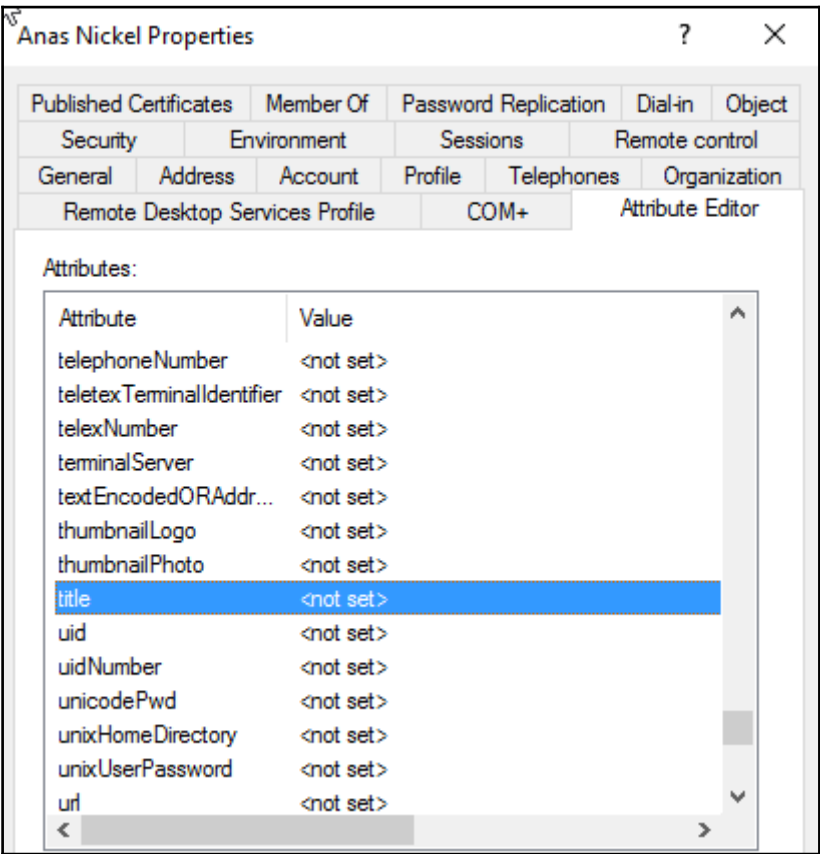 Anas Nickel Properties ? ×
Published Certificates Member Of Password Replication Dial-in Object
Security Environment Sessions Remote control
General Address Account Profile Telephones Organization
Remote Desktop Services Profile COM+ Attribute Editor
Attributes:
Attribute Value
telephoneNumber <not set>
teletexTerminalIdentifier <not set>
telexNumber <not set>
terminalServer <not set>
textEncodedORAddr... <not set>
thumbnailLogo <not set>
thumbnailPhoto <not set>
title <not set>
uid <not set>
uidNumber <not set>
unicodePwd <not set>
unixHomeDirectory <not set>
unixUserPassword <not set>
url <not set>